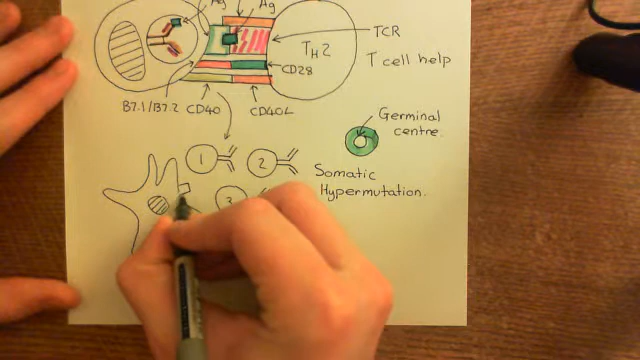 Ag
Ag
TCR
TH2
T cell help
CD28
B7.1/B7.2 CD40
CD40L
Germinal
centre.
1
2
Somatic
Hypermutation.
3